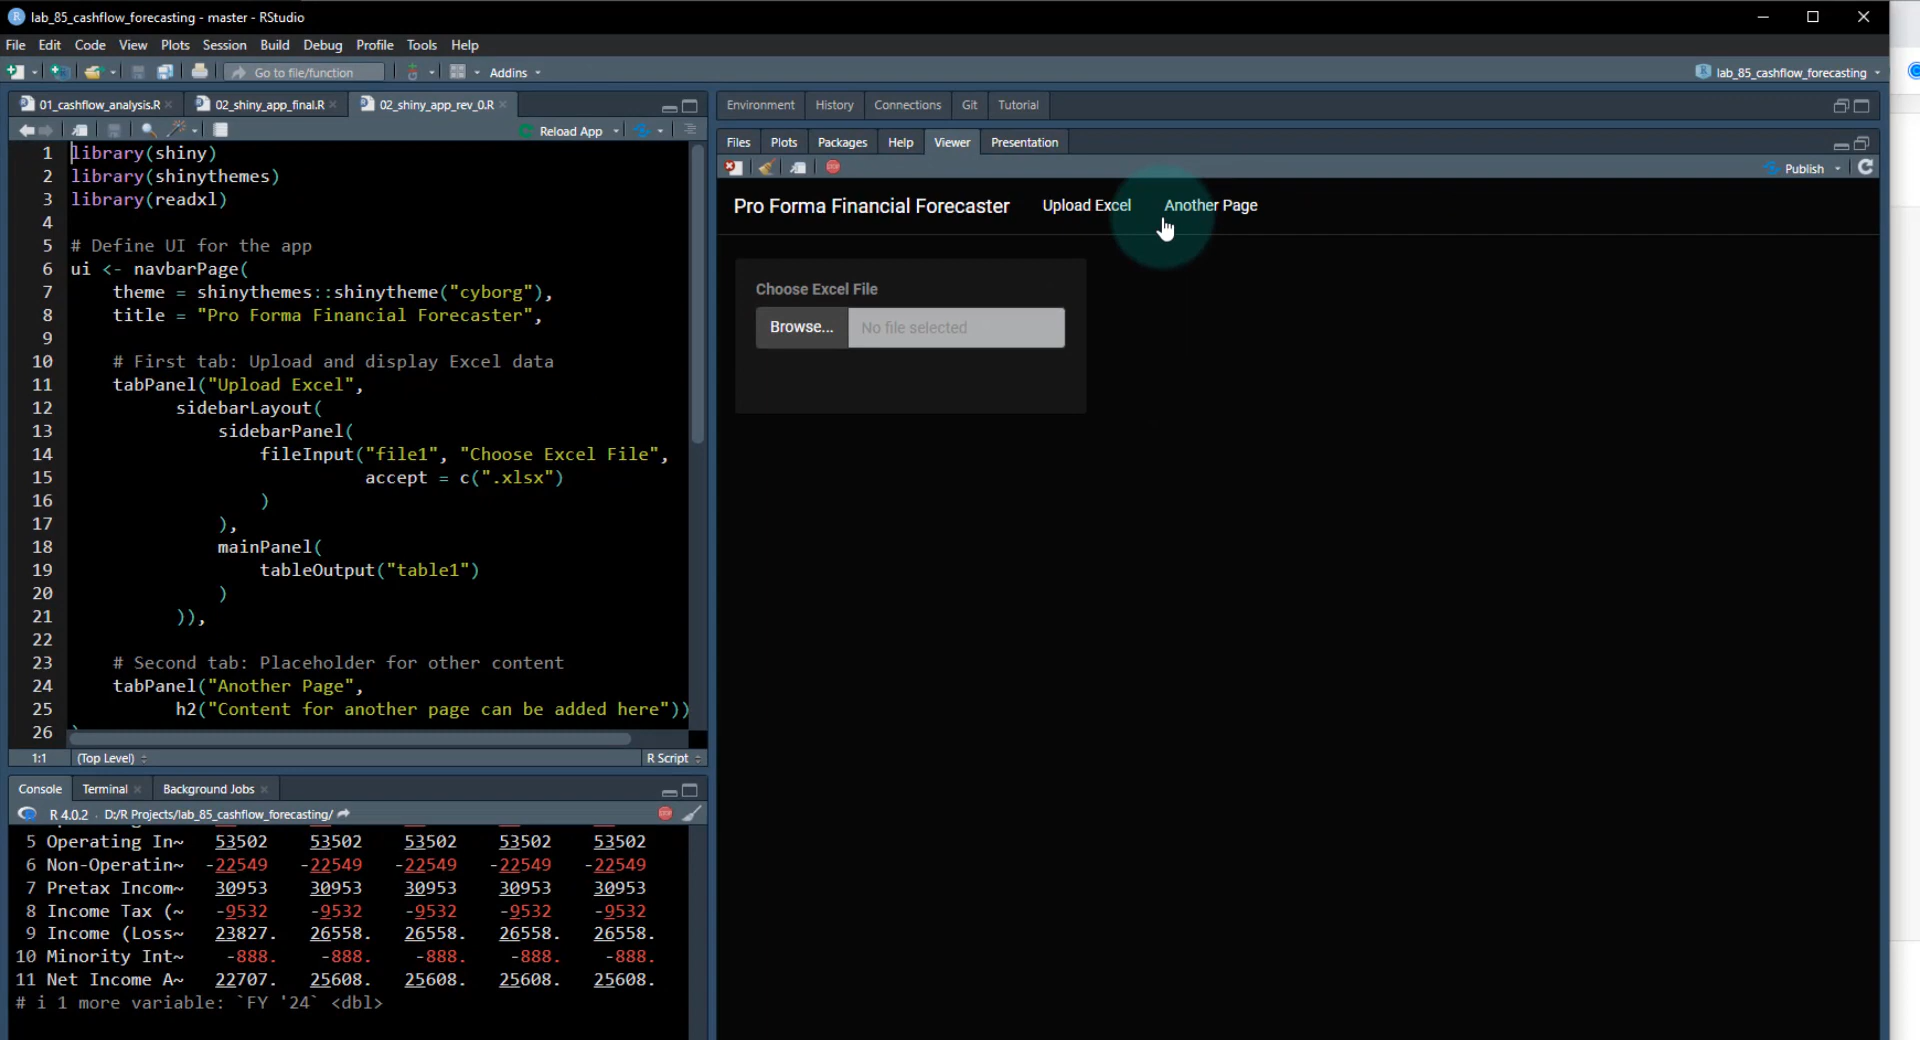 lab_85_cashflow_forecasting - master - RStudio
File Edit Code View Plots Session Build Debug Profile Tools Help
Go to file/function Addins lab_85_cashflow_forecasting
01_cashflow_analysis.R 02_shiny_app_final.R 02_shiny_app_rev_0.R
Reload App
1 library(shiny)
2 library(shinythemes)
3 library(readxl)
4
5 # Define UI for the app
6 ui <- navbarPage(
7 theme = shinythemes::shinytheme("cyborg"),
8 title = "Pro Forma Financial Forecaster",
9
10 # First tab: Upload and display Excel data
11 tabPanel("Upload Excel",
12 sidebarLayout(
13 sidebarPanel(
14 fileInput("file1", "Choose Excel File",
15 accept = c(".xlsx")
16 )
17 ),
18 mainPanel(
19 tableOutput("table1")
20 )
21 )),
22
23 # Second tab: Placeholder for other content
24 tabPanel("Another Page",
25 h2("Content for another page can be added here"))
26
1:1 (Top Level) R Script
Console Terminal Background Jobs
R 4.0.2 · D:/R Projects/lab_85_cashflow_forecasting/
5 Operating In~ 53502 53502 53502 53502 53502
6 Non-Operatin~ -22549 -22549 -22549 -22549 -22549
7 Pretax Incom~ 30953 30953 30953 30953 30953
8 Income Tax (~ -9532 -9532 -9532 -9532 -9532
9 Income (Loss~ 23827. 26558. 26558. 26558. 26558.
10 Minority Int~ -888. -888. -888. -888. -888.
11 Net Income A~ 22707. 25608. 25608. 25608. 25608.
# i 1 more variable: `FY '24` <dbl>
Environment History Connections Git Tutorial
Files Plots Packages Help Viewer Presentation
Publish
Pro Forma Financial Forecaster Upload Excel Another Page
Choose Excel File
Browse... No file selected